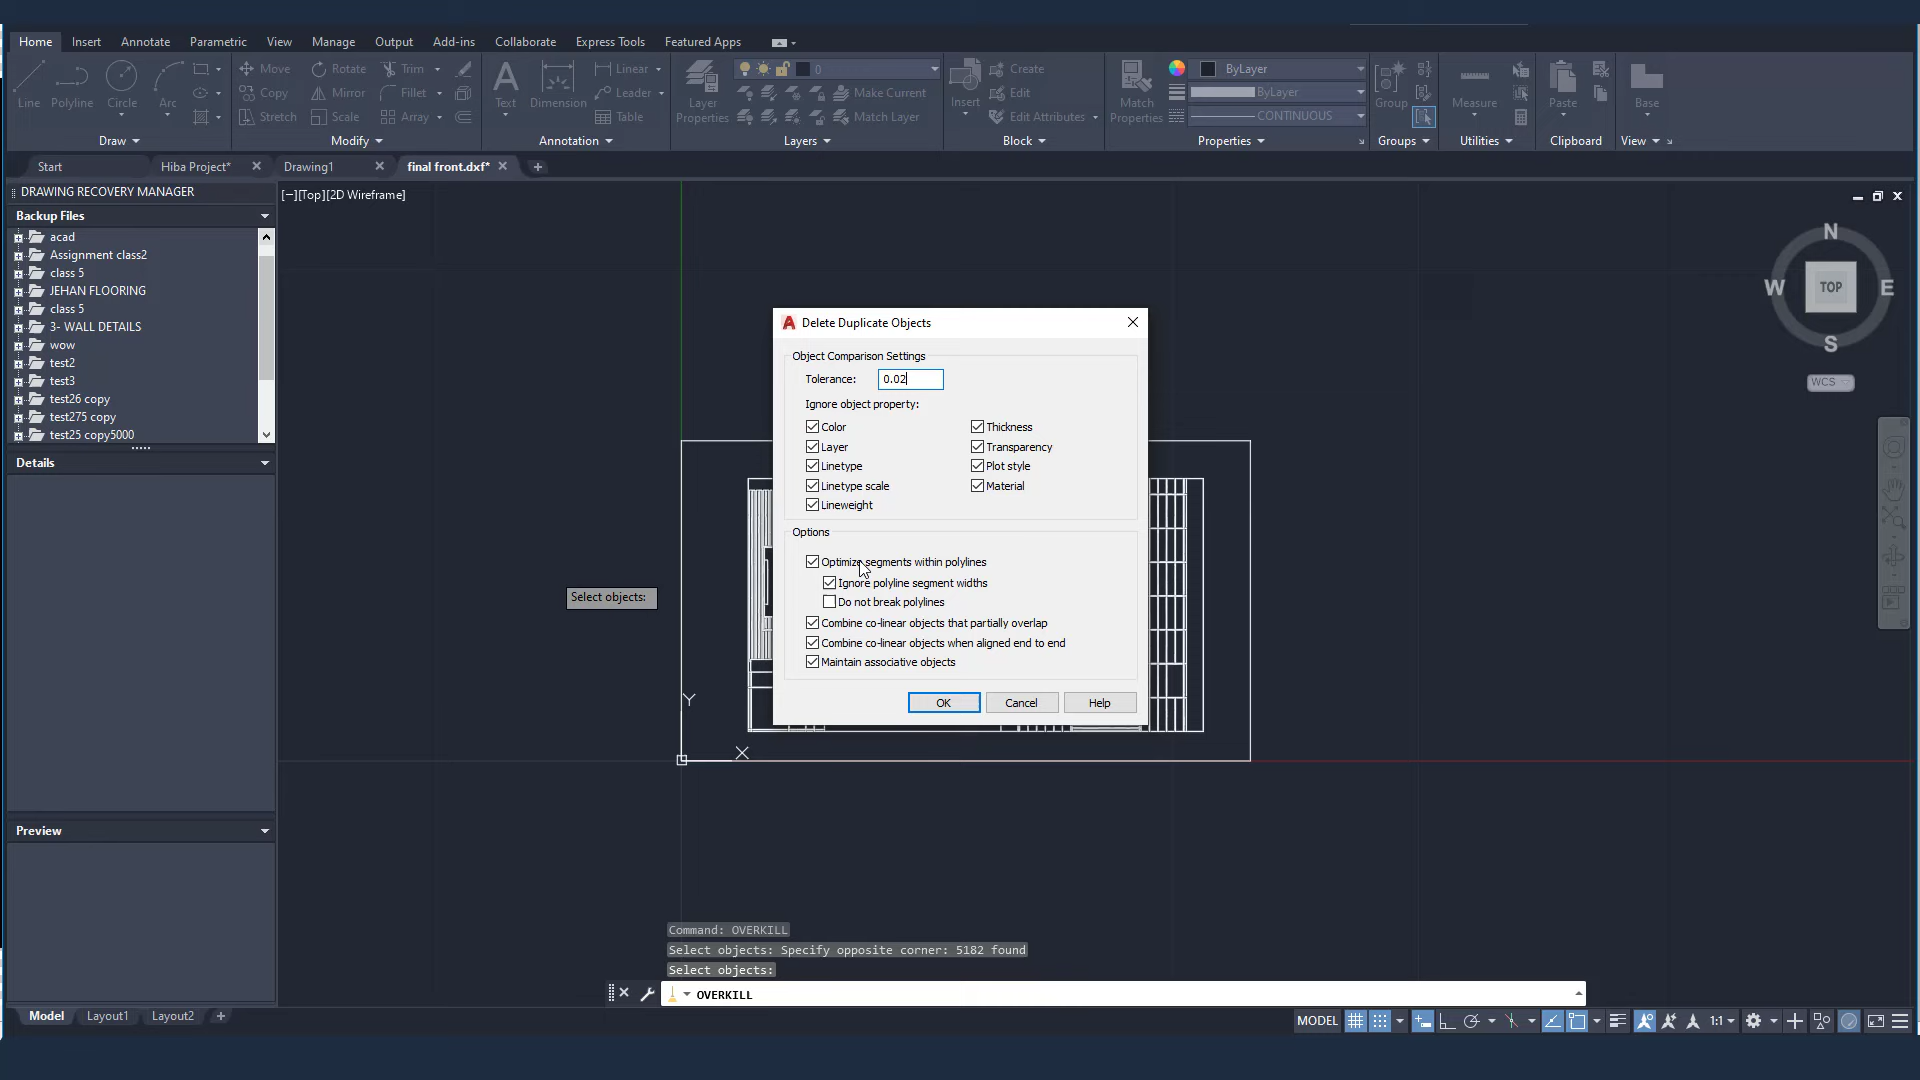 Home Insert Annotate Parametric View Manage Output Add-ins Collaborate Express Tools Featured Apps
Line Polyline Circle Arc
Move Rotate Trim
Copy Mirror Fillet
Stretch Scale Array
Text Dimension
Linear
Leader
Table
Layer Properties
0
Make Current
Match Layer
Insert
Create
Edit
Edit Attributes
Match Properties
ByLayer
ByLayer
CONTINUOUS
Group Measure Paste Base
Draw Modify Annotation Layers Block Properties Groups Utilities Clipboard View
Start Hiba Project* Drawing1 final front.dxf*
DRAWING RECOVERY MANAGER
Backup Files
acad
Assignment class2
class 5
JEHAN FLOORING
class 5
3- WALL DETAILS
wow
test2
test3
test26 copy
test275 copy
test25 copy5000
Details
Preview
[−][Top][2D Wireframe]
N
W TOP E
S
WCS
Delete Duplicate Objects
Object Comparison Settings
Tolerance: 0.02
Ignore object property:
Color Thickness
Layer Transparency
Linetype Plot style
Linetype scale Material
Lineweight
Options
Optimize segments within polylines
Ignore polyline segment widths
Do not break polylines
Combine co-linear objects that partially overlap
Combine co-linear objects when aligned end to end
Maintain associative objects
OK Cancel Help
Select objects:
Y
X
Command: OVERKILL
Select objects: Specify opposite corner: 5182 found
Select objects:
OVERKILL
Model Layout1 Layout2
MODEL 1:1